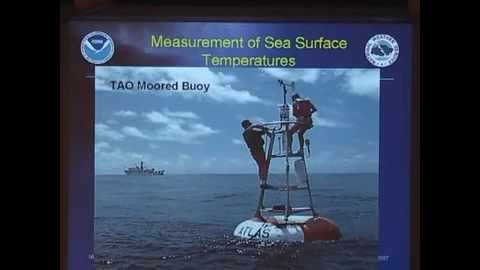 Measurement of Sea Surface
Temperatures
TAO Moored Buoy
ATLAS